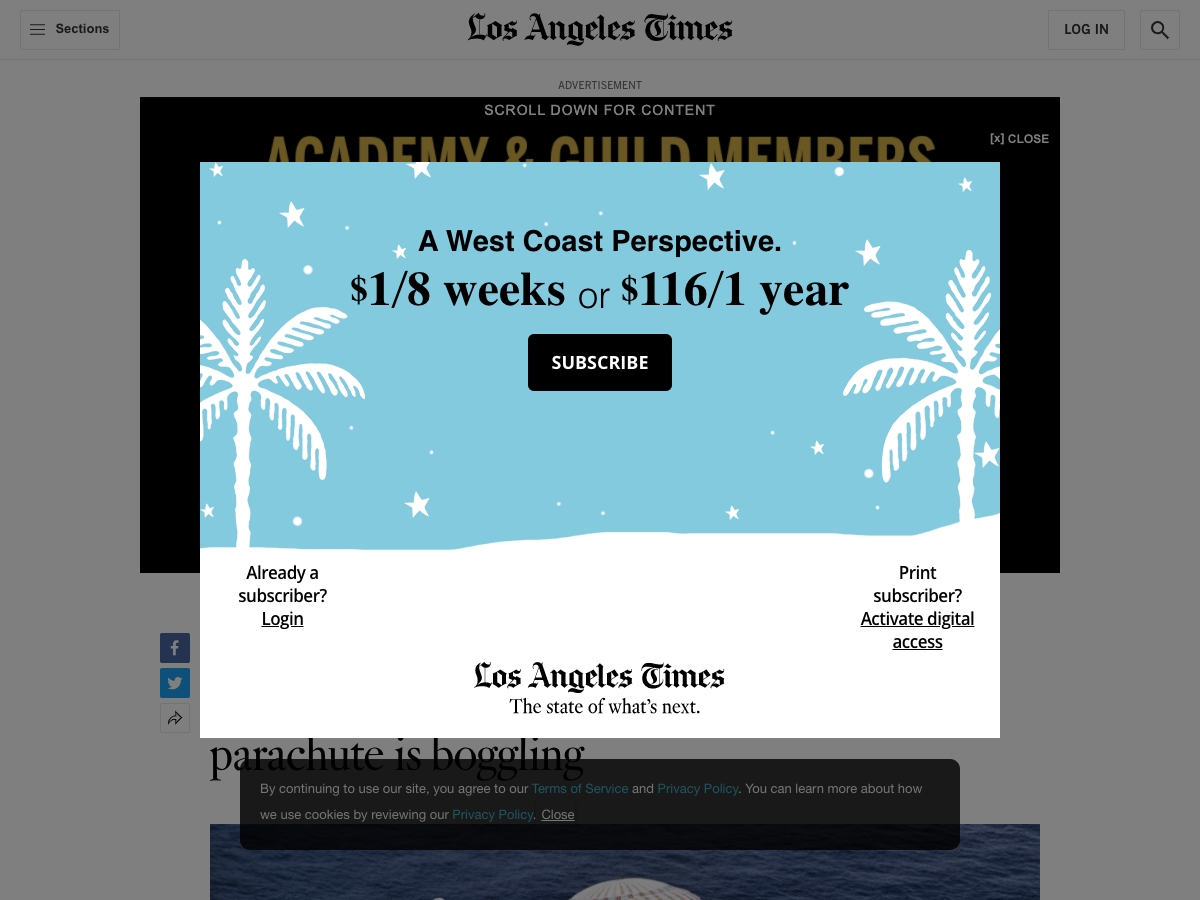 Sections
Los Angeles Times
LOG IN
ADVERTISEMENT
SCROLL DOWN FOR CONTENT
ACADEMY & GUILD MEMBERS
[x] CLOSE
A West Coast Perspective.
$1/8 weeks or $116/1 year
SUBSCRIBE
Already a
subscriber?
Login
Print
subscriber?
Activate digital
access
Los Angeles Times
The state of what's next.
parachute is boggling
By continuing to use our site, you agree to our Terms of Service and Privacy Policy. You can learn more about how
we use cookies by reviewing our Privacy Policy. Close